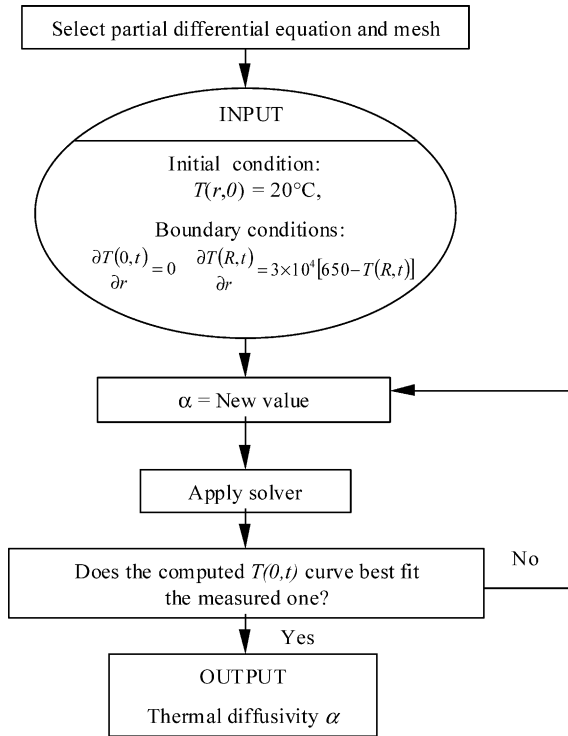 Select partial differential equation and mesh
INPUT
Initial condition:
T(r,0) = 20°C,
Boundary conditions:
∂T(0,t)/∂r = 0 ∂T(R,t)/∂r = 3×10⁴[650−T(R,t)]
α = New value
Apply solver
Does the computed T(0,t) curve best fit
the measured one?
No
Yes
OUTPUT
Thermal diffusivity α